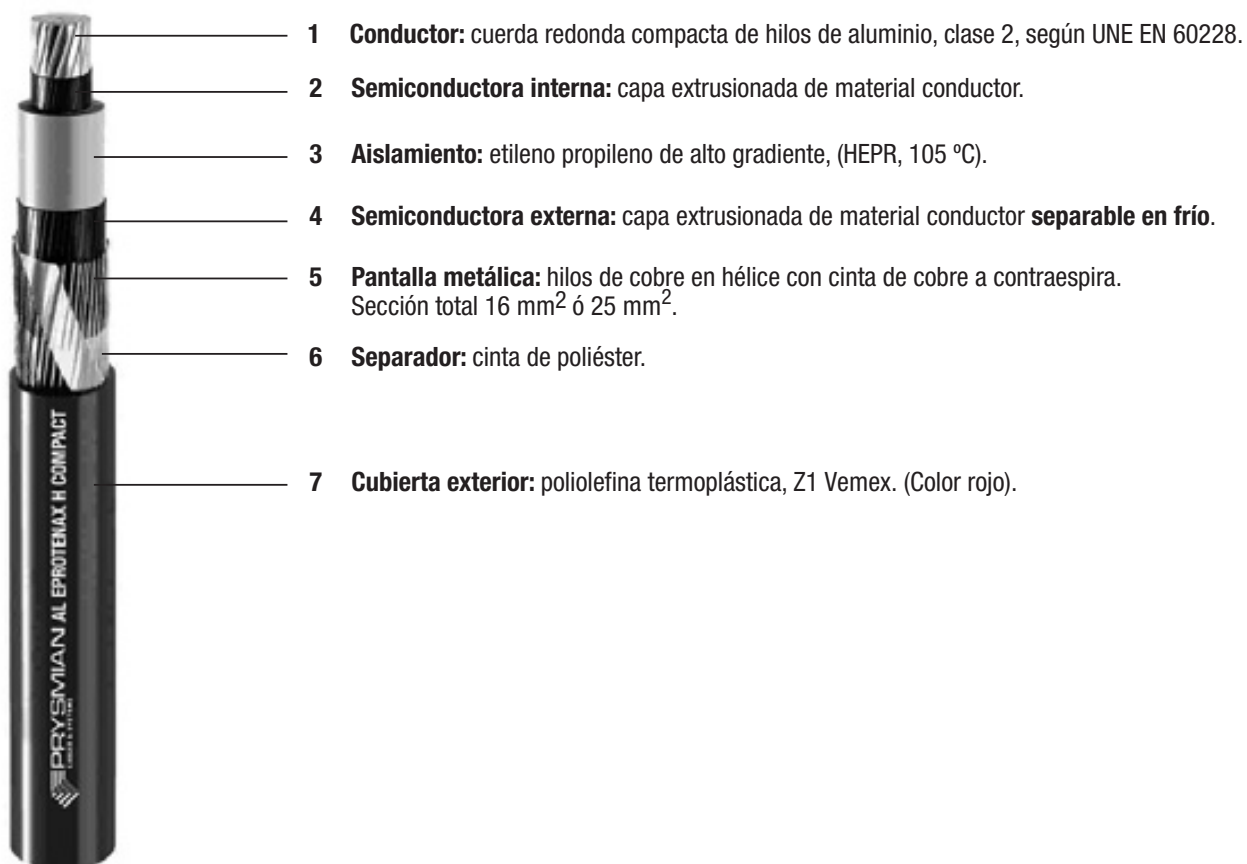 1 Conductor: cuerda redonda compacta de hilos de aluminio, clase 2, según UNE EN 60228.
2 Semiconductora interna: capa extrusionada de material conductor.
3 Aislamiento: etileno propileno de alto gradiente, (HEPR, 105 ºC).
4 Semiconductora externa: capa extrusionada de material conductor separable en frío.
5 Pantalla metálica: hilos de cobre en hélice con cinta de cobre a contraespira.
Sección total 16 mm² ó 25 mm².
6 Separador: cinta de poliéster.
7 Cubierta exterior: poliolefina termoplástica, Z1 Vemex. (Color rojo).
PRYSMIAN AL EPROTENAX H COMPACT